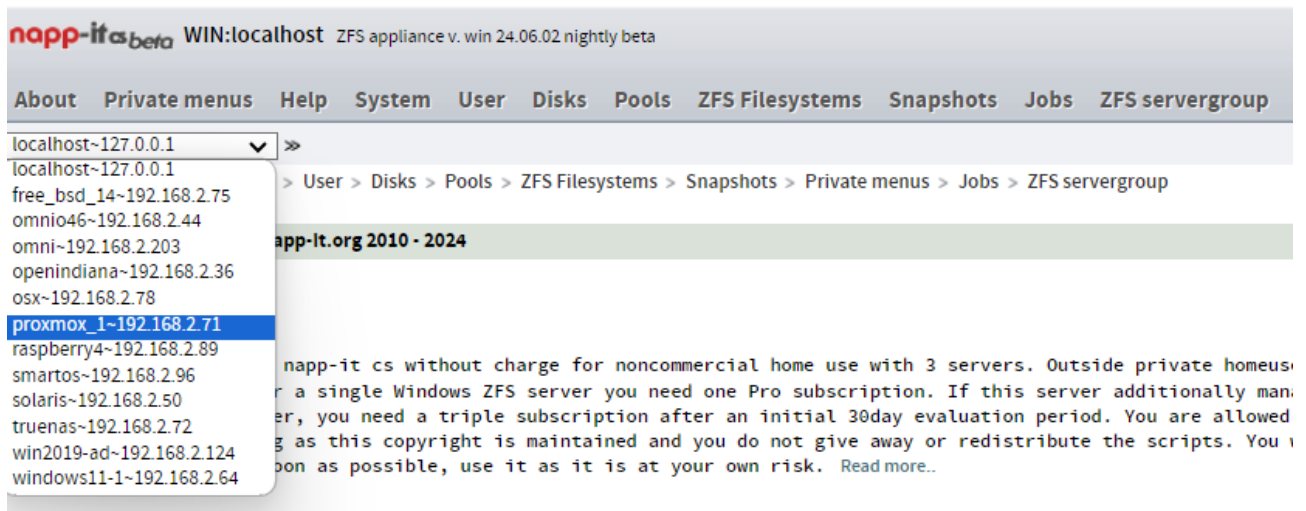 napp-it cs beta WIN:localhost ZFS appliance v. win 24.06.02 nightly beta
About Private menus Help System User Disks Pools ZFS Filesystems Snapshots Jobs ZFS servergroup
localhost~127.0.0.1 »
localhost~127.0.0.1
free_bsd_14~192.168.2.75
omnio46~192.168.2.44
omni~192.168.2.203
openindiana~192.168.2.36
osx~192.168.2.78
proxmox_1~192.168.2.71
raspberry4~192.168.2.89
smartos~192.168.2.96
solaris~192.168.2.50
truenas~192.168.2.72
win2019-ad~192.168.2.124
windows11-1~192.168.2.64
> User > Disks > Pools > ZFS Filesystems > Snapshots > Private menus > Jobs > ZFS servergroup
app-it.org 2010 - 2024
napp-it cs without charge for noncommercial home use with 3 servers. Outside private homeuse
a single Windows ZFS server you need one Pro subscription. If this server additionally mana
er, you need a triple subscription after an initial 30day evaluation period. You are allowed
as this copyright is maintained and you do not give away or redistribute the scripts. You
oon as possible, use it as it is at your own risk. Read more..